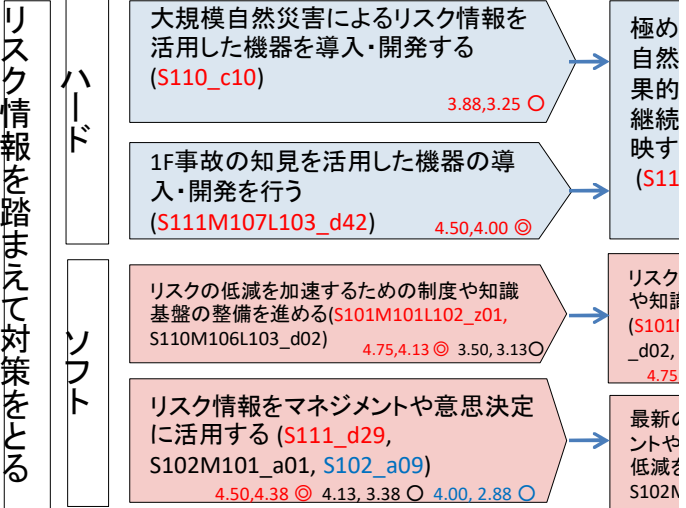 リスク情報を踏まえて対策をとる
ハード
大規模自然災害によるリスク情報を
活用した機器を導入・開発する
(S110_c10)
3.88,3.25 〇
1F事故の知見を活用した機器の導
入・開発を行う
(S111M107L103_d42) 4.50,4.00 ◎
極め
自然
果的
継続
映す
(S11
ソフト
リスクの低減を加速するための制度や知識
基盤の整備を進める(S101M101L102_z01,
S110M106L103_d02) 4.75,4.13 ◎ 3.50, 3.13〇
リスク情報をマネジメントや意思決定
に活用する (S111_d29,
S102M101_a01, S102_a09)
4.50,4.38 ◎ 4.13, 3.38 〇 4.00, 2.88 〇
リスク
や知識
(S101M
_d02,
4.75
最新の
ントや
低減を
S102M